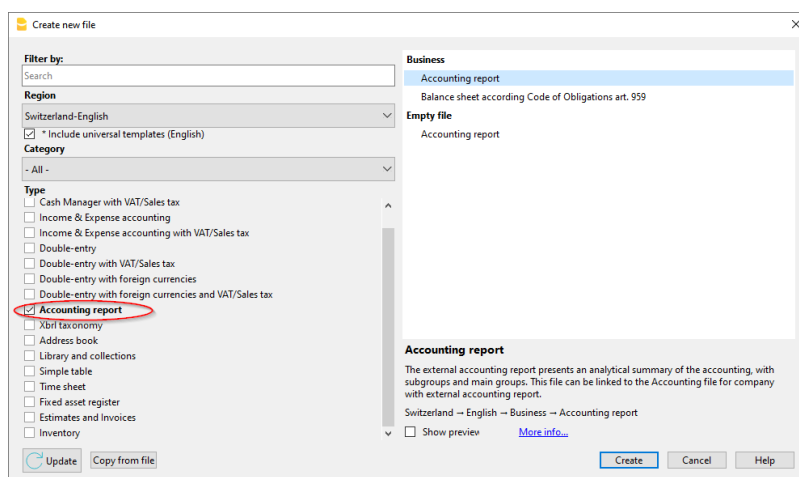 Create new file
Filter by:
Search
Region
Switzerland-English
* Include universal templates (English)
Category
- All -
Type
Cash Manager with VAT/Sales tax
Income & Expense accounting
Income & Expense accounting with VAT/Sales tax
Double-entry
Double-entry with VAT/Sales tax
Double-entry with foreign currencies
Double-entry with foreign currencies and VAT/Sales tax
Accounting report
Xbrl taxonomy
Address book
Library and collections
Simple table
Time sheet
Fixed asset register
Estimates and Invoices
Inventory
Update
Copy from file
Business
Accounting report
Balance sheet according Code of Obligations art. 959
Empty file
Accounting report
Accounting report
The external accounting report presents an analytical summary of the accounting, with
subgroups and main groups. This file can be linked to the Accounting file for company
with external accounting report.
Switzerland → English → Business → Accounting report
Show preview
More info...
Create
Cancel
Help